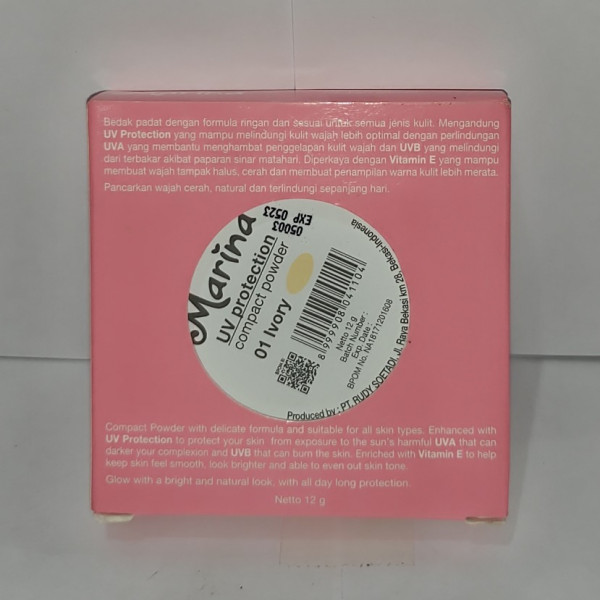 Bedak padat dengan formula ringan dan sesuai untuk semua jenis kulit. Mengandung
UV Protection yang mampu melindungi kulit wajah lebih optimal dengan perlindungan
UVA yang membantu menghambat penggelapan kulit wajah dan UVB yang melindungi
dari terbakar akibat paparan sinar matahari. Diperkaya dengan Vitamin E yang mampu
membuat wajah tampak halus, cerah dan membuat penampilan warna kulit lebih merata.
Pancarkan wajah cerah, natural dan terlindungi sepanjang hari.
05003
EXP 0523
Marina
UV protection
compact powder
01 Ivory
8 999908 041104
Netto 12 g
Batch Number :
Exp. Date :
BPOM No. NA18171201608
Produced by : PT. RUDY SOETADI, Jl. Raya Bekasi km 28, Bekasi-Indonesia
Compact Powder with delicate formula and suitable for all skin types. Enhanced with
UV Protection to protect your skin from exposure to the sun's harmful UVA that can
darker your complexion and UVB that can burn the skin. Enriched with Vitamin E to help
keep skin feel smooth, look brighter and able to even out skin tone.
Glow with a bright and natural look, with all day long protection.
Netto 12 g